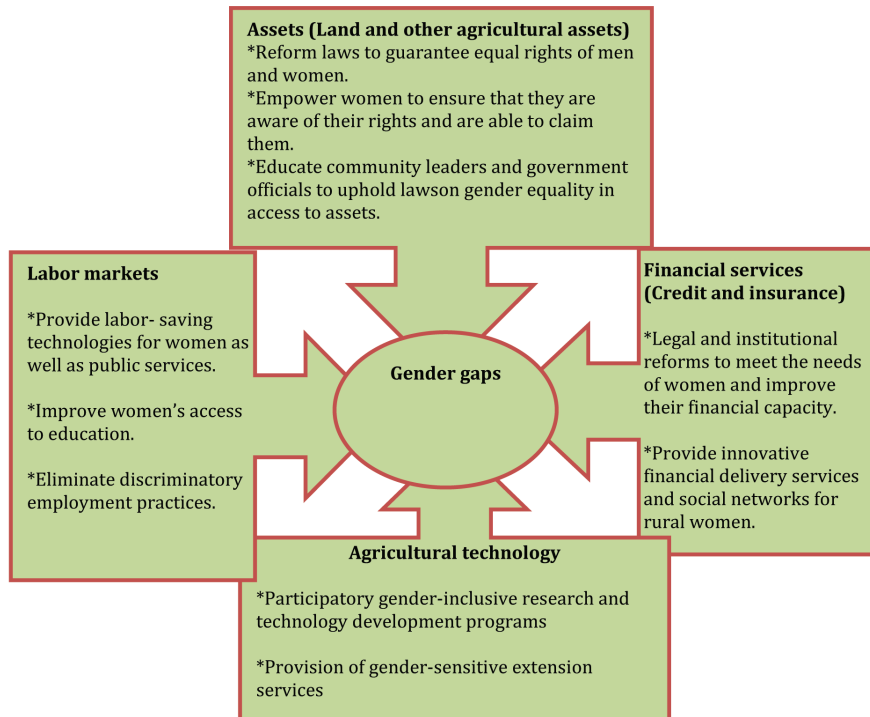 Assets (Land and other agricultural assets)
*Reform laws to guarantee equal rights of men
and women.
*Empower women to ensure that they are
aware of their rights and are able to claim
them.
*Educate community leaders and government
officials to uphold lawson gender equality in
access to assets.
Labor markets
*Provide labor- saving
technologies for women as
well as public services.
*Improve women’s access
to education.
*Eliminate discriminatory
employment practices.
Gender gaps
Financial services
(Credit and insurance)
*Legal and institutional
reforms to meet the needs
of women and improve
their financial capacity.
*Provide innovative
financial delivery services
and social networks for
rural women.
Agricultural technology
*Participatory gender-inclusive research and
technology development programs
*Provision of gender-sensitive extension
services